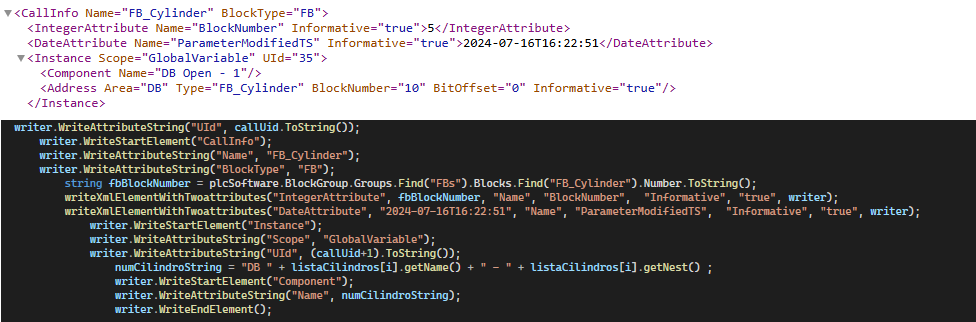 ▼<CallInfo Name="FB_Cylinder" BlockType="FB">
<IntegerAttribute Name="BlockNumber" Informative="true">5</IntegerAttribute>
<DateAttribute Name="ParameterModifiedTS" Informative="true">2024-07-16T16:22:51</DateAttribute>
▼<Instance Scope="GlobalVariable" UId="35">
<Component Name="DB Open - 1"/>
<Address Area="DB" Type="FB_Cylinder" BlockNumber="10" BitOffset="0" Informative="true"/>
</Instance>
writer.WriteAttributeString("UId", callUid.ToString());
writer.WriteStartElement("CallInfo");
writer.WriteAttributeString("Name", "FB_Cylinder");
writer.WriteAttributeString("BlockType", "FB");
string fbBlockNumber = plcSoftware.BlockGroup.Groups.Find("FBs").Blocks.Find("FB_Cylinder").Number.ToString();
writeXmlElementWithTwoattributes("IntegerAttribute", fbBlockNumber, "Name", "BlockNumber", "Informative", "true", writer);
writeXmlElementWithTwoattributes("DateAttribute", "2024-07-16T16:22:51", "Name", "ParameterModifiedTS", "Informative", "true", writer);
writer.WriteStartElement("Instance");
writer.WriteAttributeString("Scope", "GlobalVariable");
writer.WriteAttributeString("UId", (callUid+1).ToString());
numCilindroString = "DB " + listaCilindros[i].getName() + " - " + listaCilindros[i].getNest() ;
writer.WriteStartElement("Component");
writer.WriteAttributeString("Name", numCilindroString);
writer.WriteEndElement();